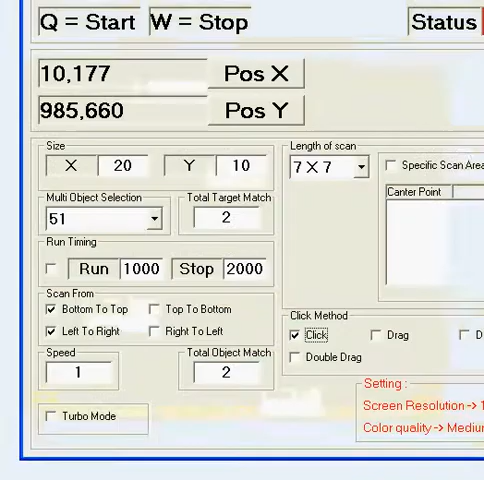 Q = Start W = Stop Status
10,177 Pos X
985,660 Pos Y
Size
X 20 Y 10
Length of scan
7 X 7
Specific Scan Area
Canter Point
Multi Object Selection
51
Total Target Match
2
Run Timing
Run 1000 Stop 2000
Scan From
Bottom To Top Top To Bottom
Left To Right Right To Left
Speed
1
Total Object Match
2
Turbo Mode
Click Method
Click Drag D
Double Drag
Setting :
Screen Resolution -> 1
Color quality -> Mediu